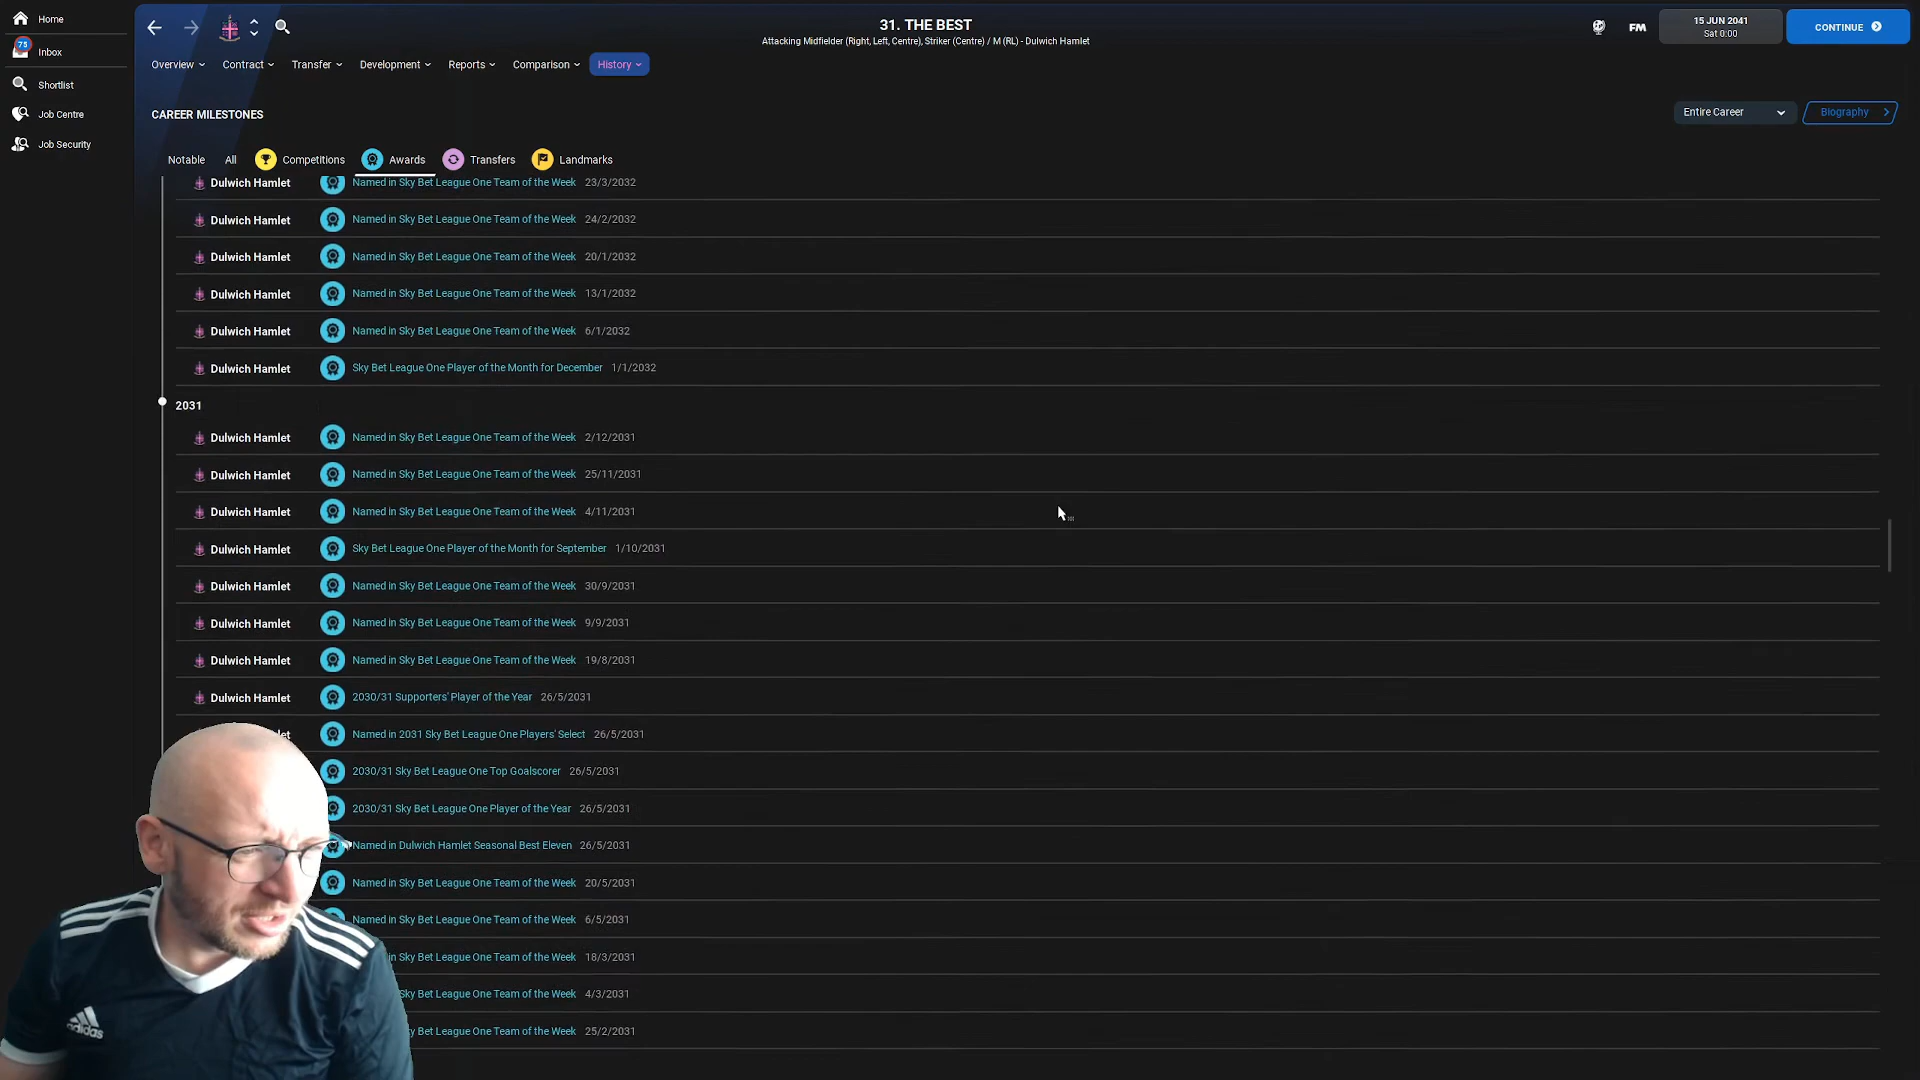 Home
75
Inbox
Shortlist
Job Centre
Job Security
31. THE BEST
Attacking Midfielder (Right, Left, Centre), Striker (Centre) / M (RL) - Dulwich Hamlet
FM
15 JUN 2041
Sat 0:00
CONTINUE
Overview
Contract
Transfer
Development
Reports
Comparison
History
CAREER MILESTONES
Entire Career
Biography
Notable
All
Competitions
Awards
Transfers
Landmarks
Dulwich Hamlet Named in Sky Bet League One Team of the Week 23/3/2032
Dulwich Hamlet Named in Sky Bet League One Team of the Week 24/2/2032
Dulwich Hamlet Named in Sky Bet League One Team of the Week 20/1/2032
Dulwich Hamlet Named in Sky Bet League One Team of the Week 13/1/2032
Dulwich Hamlet Named in Sky Bet League One Team of the Week 6/1/2032
Dulwich Hamlet Sky Bet League One Player of the Month for December 1/1/2032
2031
Dulwich Hamlet Named in Sky Bet League One Team of the Week 2/12/2031
Dulwich Hamlet Named in Sky Bet League One Team of the Week 25/11/2031
Dulwich Hamlet Named in Sky Bet League One Team of the Week 4/11/2031
Dulwich Hamlet Sky Bet League One Player of the Month for September 1/10/2031
Dulwich Hamlet Named in Sky Bet League One Team of the Week 30/9/2031
Dulwich Hamlet Named in Sky Bet League One Team of the Week 9/9/2031
Dulwich Hamlet Named in Sky Bet League One Team of the Week 19/8/2031
Dulwich Hamlet 2030/31 Supporters' Player of the Year 26/5/2031
Named in 2031 Sky Bet League One Players' Select 26/5/2031
2030/31 Sky Bet League One Top Goalscorer 26/5/2031
2030/31 Sky Bet League One Player of the Year 26/5/2031
Named in Dulwich Hamlet Seasonal Best Eleven 26/5/2031
Named in Sky Bet League One Team of the Week 20/5/2031
Named in Sky Bet League One Team of the Week 6/5/2031
in Sky Bet League One Team of the Week 18/3/2031
Sky Bet League One Team of the Week 4/3/2031
Bet League One Team of the Week 25/2/2031
adidas